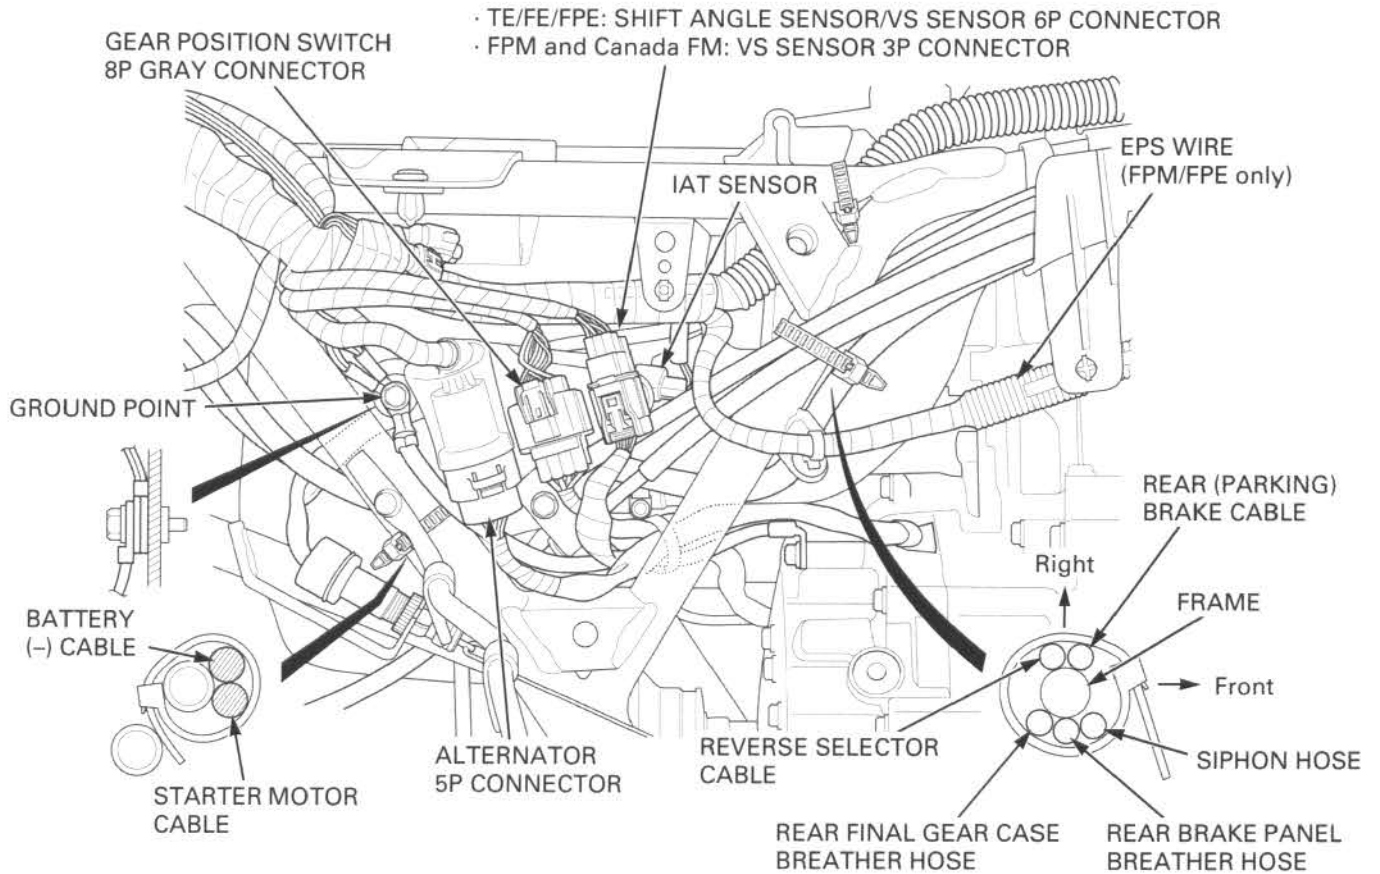 · TE/FE/FPE: SHIFT ANGLE SENSOR/VS SENSOR 6P CONNECTOR
· FPM and Canada FM: VS SENSOR 3P CONNECTOR
GEAR POSITION SWITCH
8P GRAY CONNECTOR
EPS WIRE
(FPM/FPE only)
IAT SENSOR
GROUND POINT
REAR (PARKING)
BRAKE CABLE
Right
FRAME
BATTERY
(–) CABLE
Front
ALTERNATOR
5P CONNECTOR
REVERSE SELECTOR
CABLE
SIPHON HOSE
STARTER MOTOR
CABLE
REAR FINAL GEAR CASE
BREATHER HOSE
REAR BRAKE PANEL
BREATHER HOSE